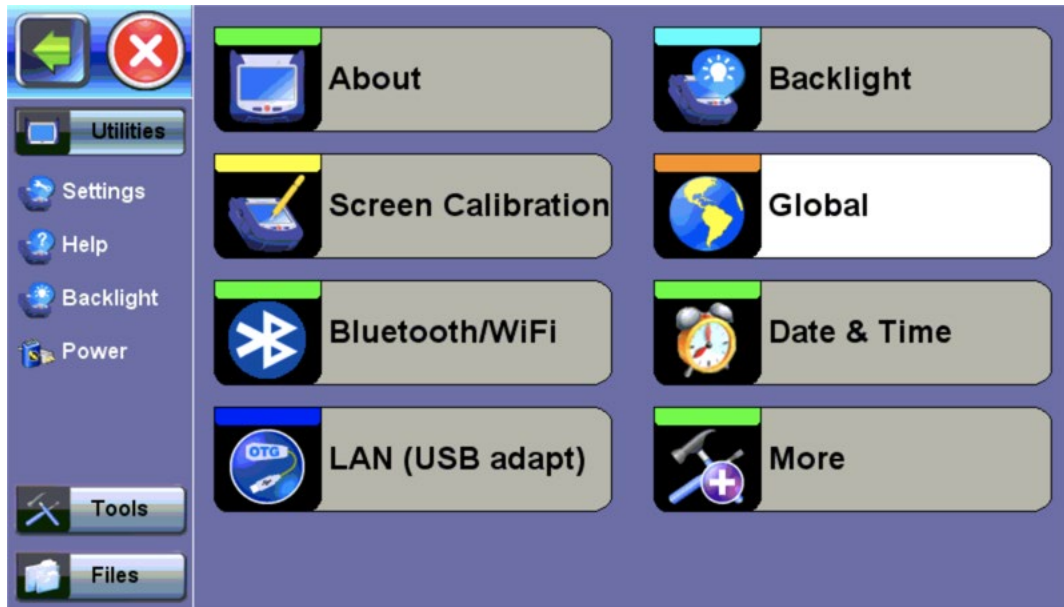 Utilities
Settings
Help
Backlight
Power
Tools
Files
About
Backlight
Screen Calibration
Global
Bluetooth/WiFi
Date & Time
LAN (USB adapt)
OTG
More